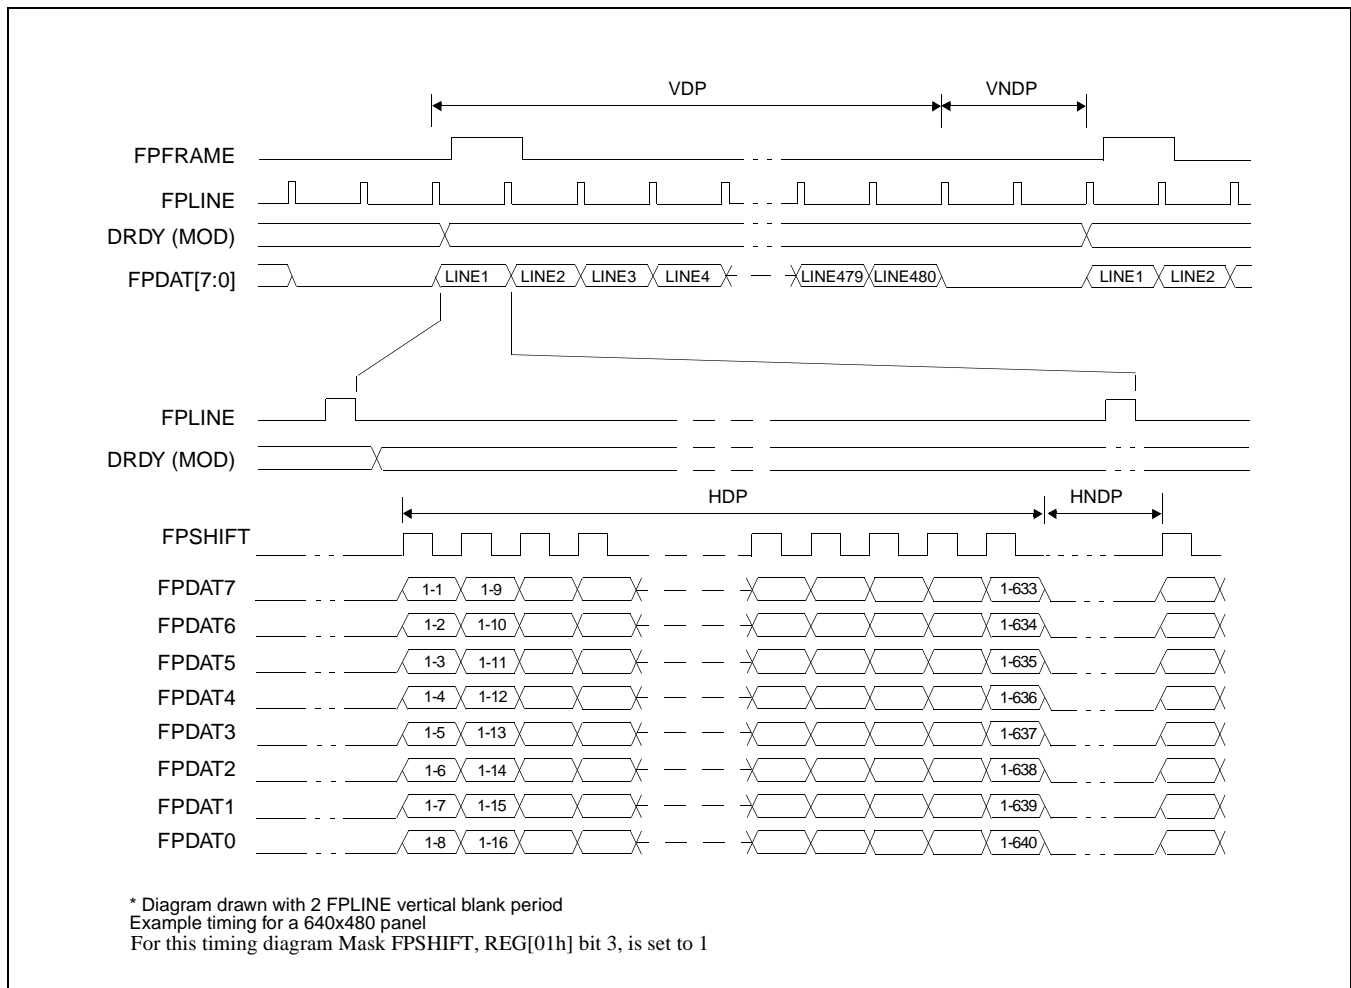 VDP VNDP
FPFRAME
FPLINE
DRDY (MOD)
FPDAT[7:0] LINE1 LINE2 LINE3 LINE4 LINE479 LINE480 LINE1 LINE2
FPLINE
DRDY (MOD)
HDP HNDP
FPSHIFT
FPDAT7 1-1 1-9 1-633
FPDAT6 1-2 1-10 1-634
FPDAT5 1-3 1-11 1-635
FPDAT4 1-4 1-12 1-636
FPDAT3 1-5 1-13 1-637
FPDAT2 1-6 1-14 1-638
FPDAT1 1-7 1-15 1-639
FPDAT0 1-8 1-16 1-640
* Diagram drawn with 2 FPLINE vertical blank period
Example timing for a 640x480 panel
For this timing diagram Mask FPSHIFT, REG[01h] bit 3, is set to 1